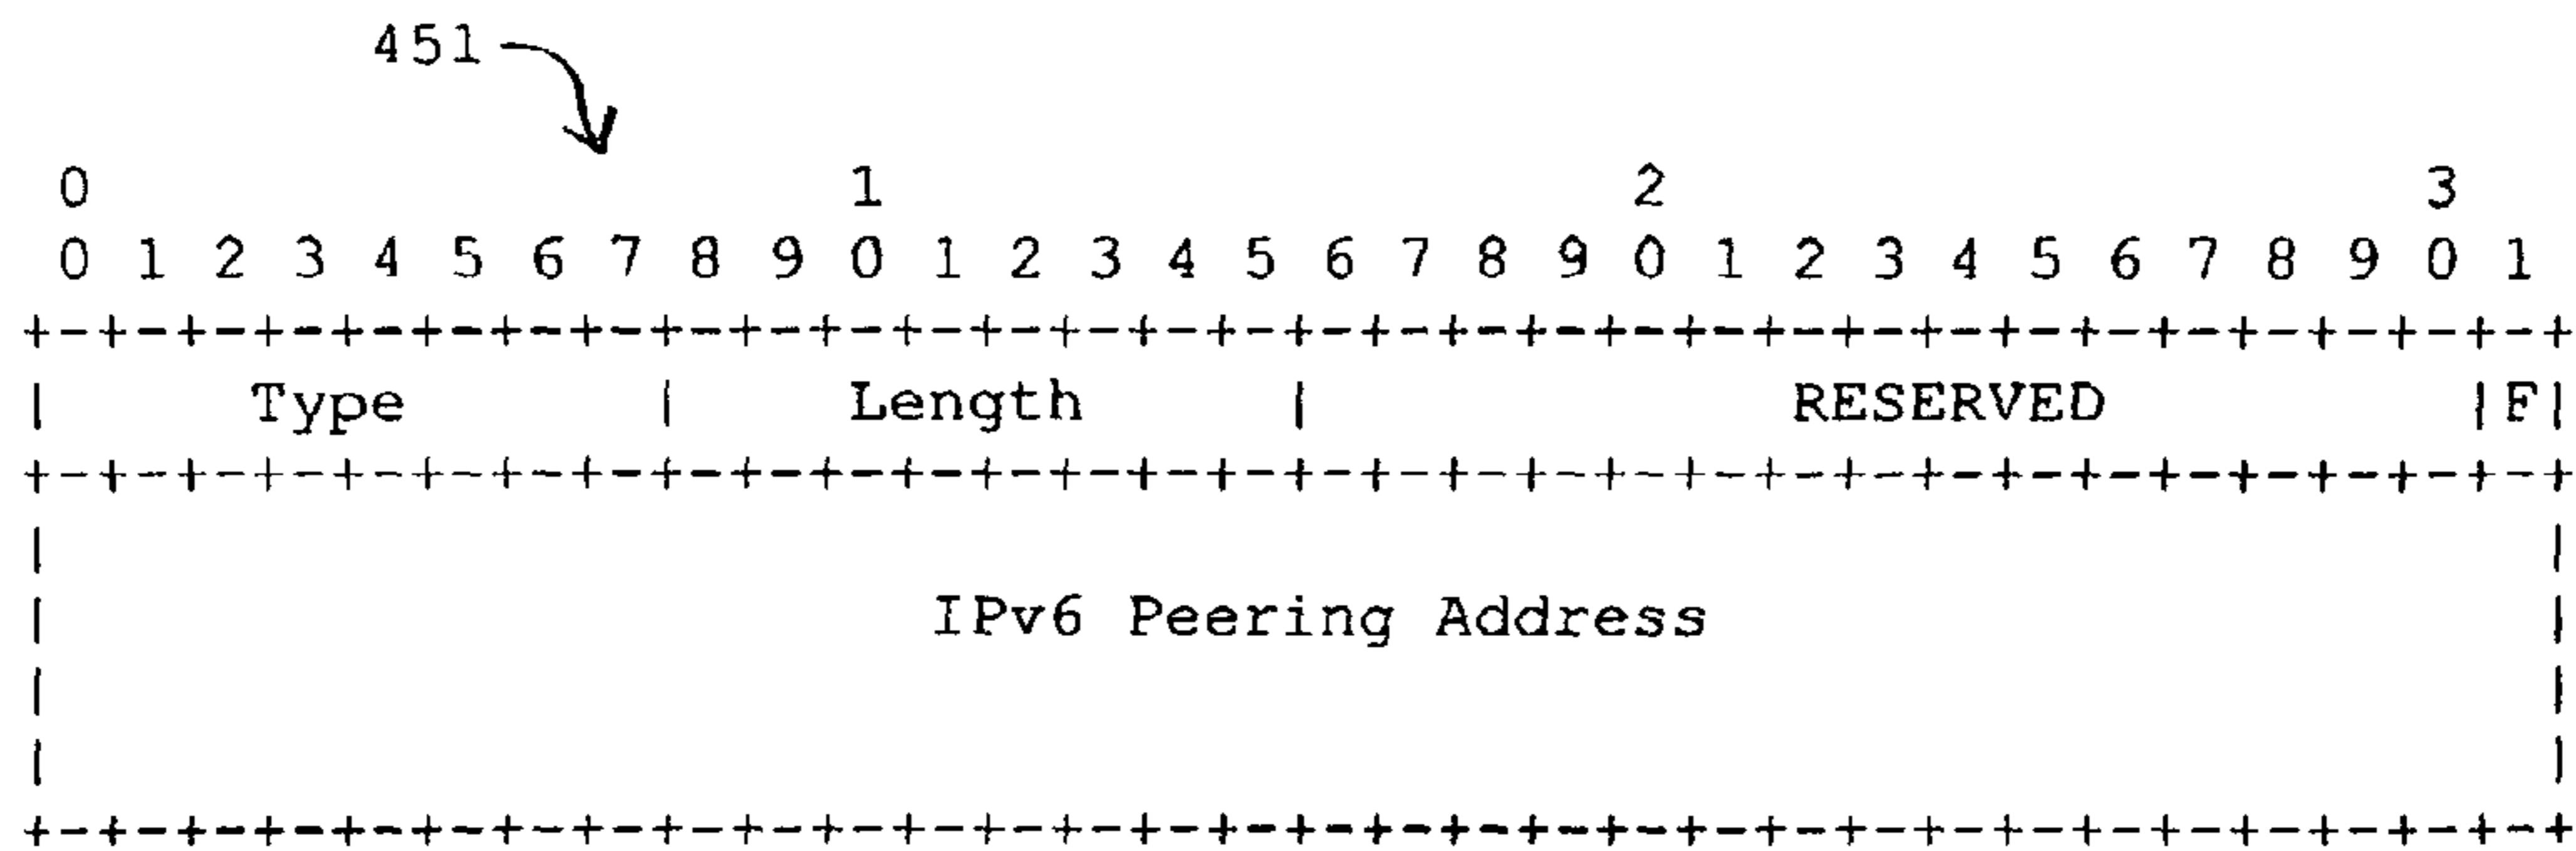 451
0 1 2 3
0 1 2 3 4 5 6 7 8 9 0 1 2 3 4 5 6 7 8 9 0 1 2 3 4 5 6 7 8 9 0 1
+-+-+-+-+-+-+-+-+-+-+-+-+-+-+-+-+-+-+-+-+-+-+-+-+-+-+-+-+-+-+-+-+
| Type | Length | RESERVED |F|
+-+-+-+-+-+-+-+-+-+-+-+-+-+-+-+-+-+-+-+-+-+-+-+-+-+-+-+-+-+-+-+-+
| |
| IPv6 Peering Address |
| |
| |
+-+-+-+-+-+-+-+-+-+-+-+-+-+-+-+-+-+-+-+-+-+-+-+-+-+-+-+-+-+-+-+-+